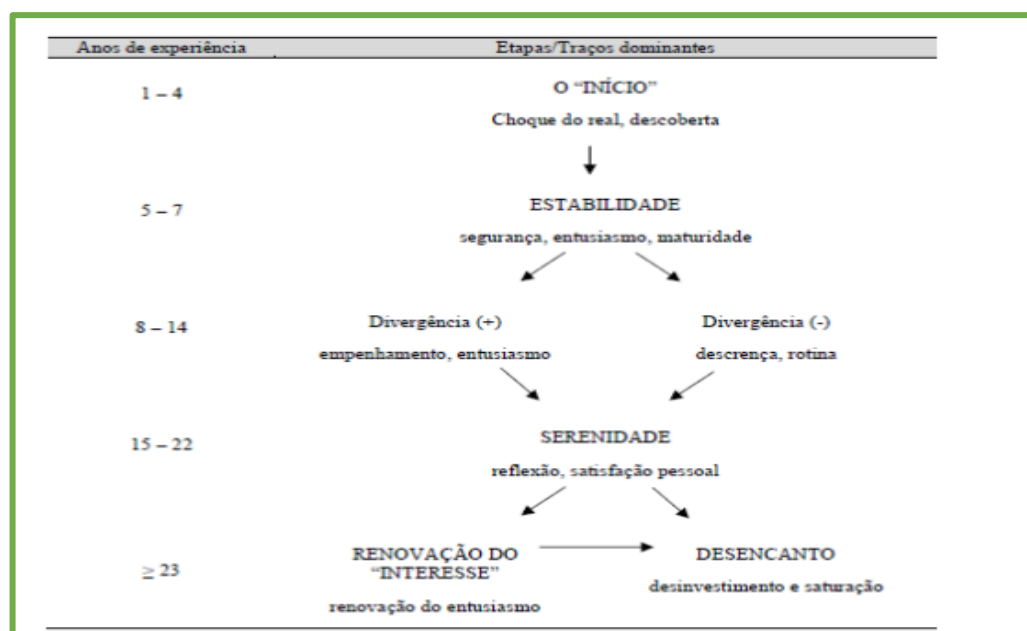 Anos de experiência Etapas/Traços dominantes
1 – 4 O “INÍCIO”
Choque do real, descoberta
5 – 7 ESTABILIDADE
segurança, entusiasmo, maturidade
8 – 14 Divergência (+) Divergência (-)
empenhamento, entusiasmo descrença, rotina
15 – 22 SERENIDADE
reflexão, satisfação pessoal
≥ 23 RENOVAÇÃO DO DESENCANTO
“INTERESSE” desinvestimento e saturação
renovação do entusiasmo